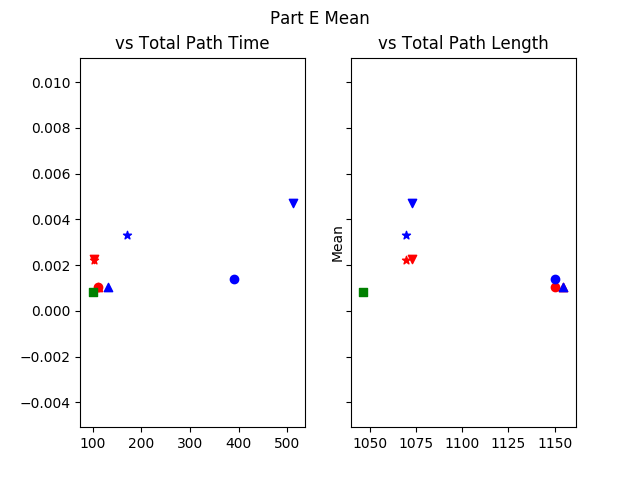 Part E Mean
vs Total Path Time
vs Total Path Length
0.010
0.008
0.006
0.004
0.002
0.000
−0.002
−0.004
Mean
100 200 300 400 500
1050 1075 1100 1125 1150